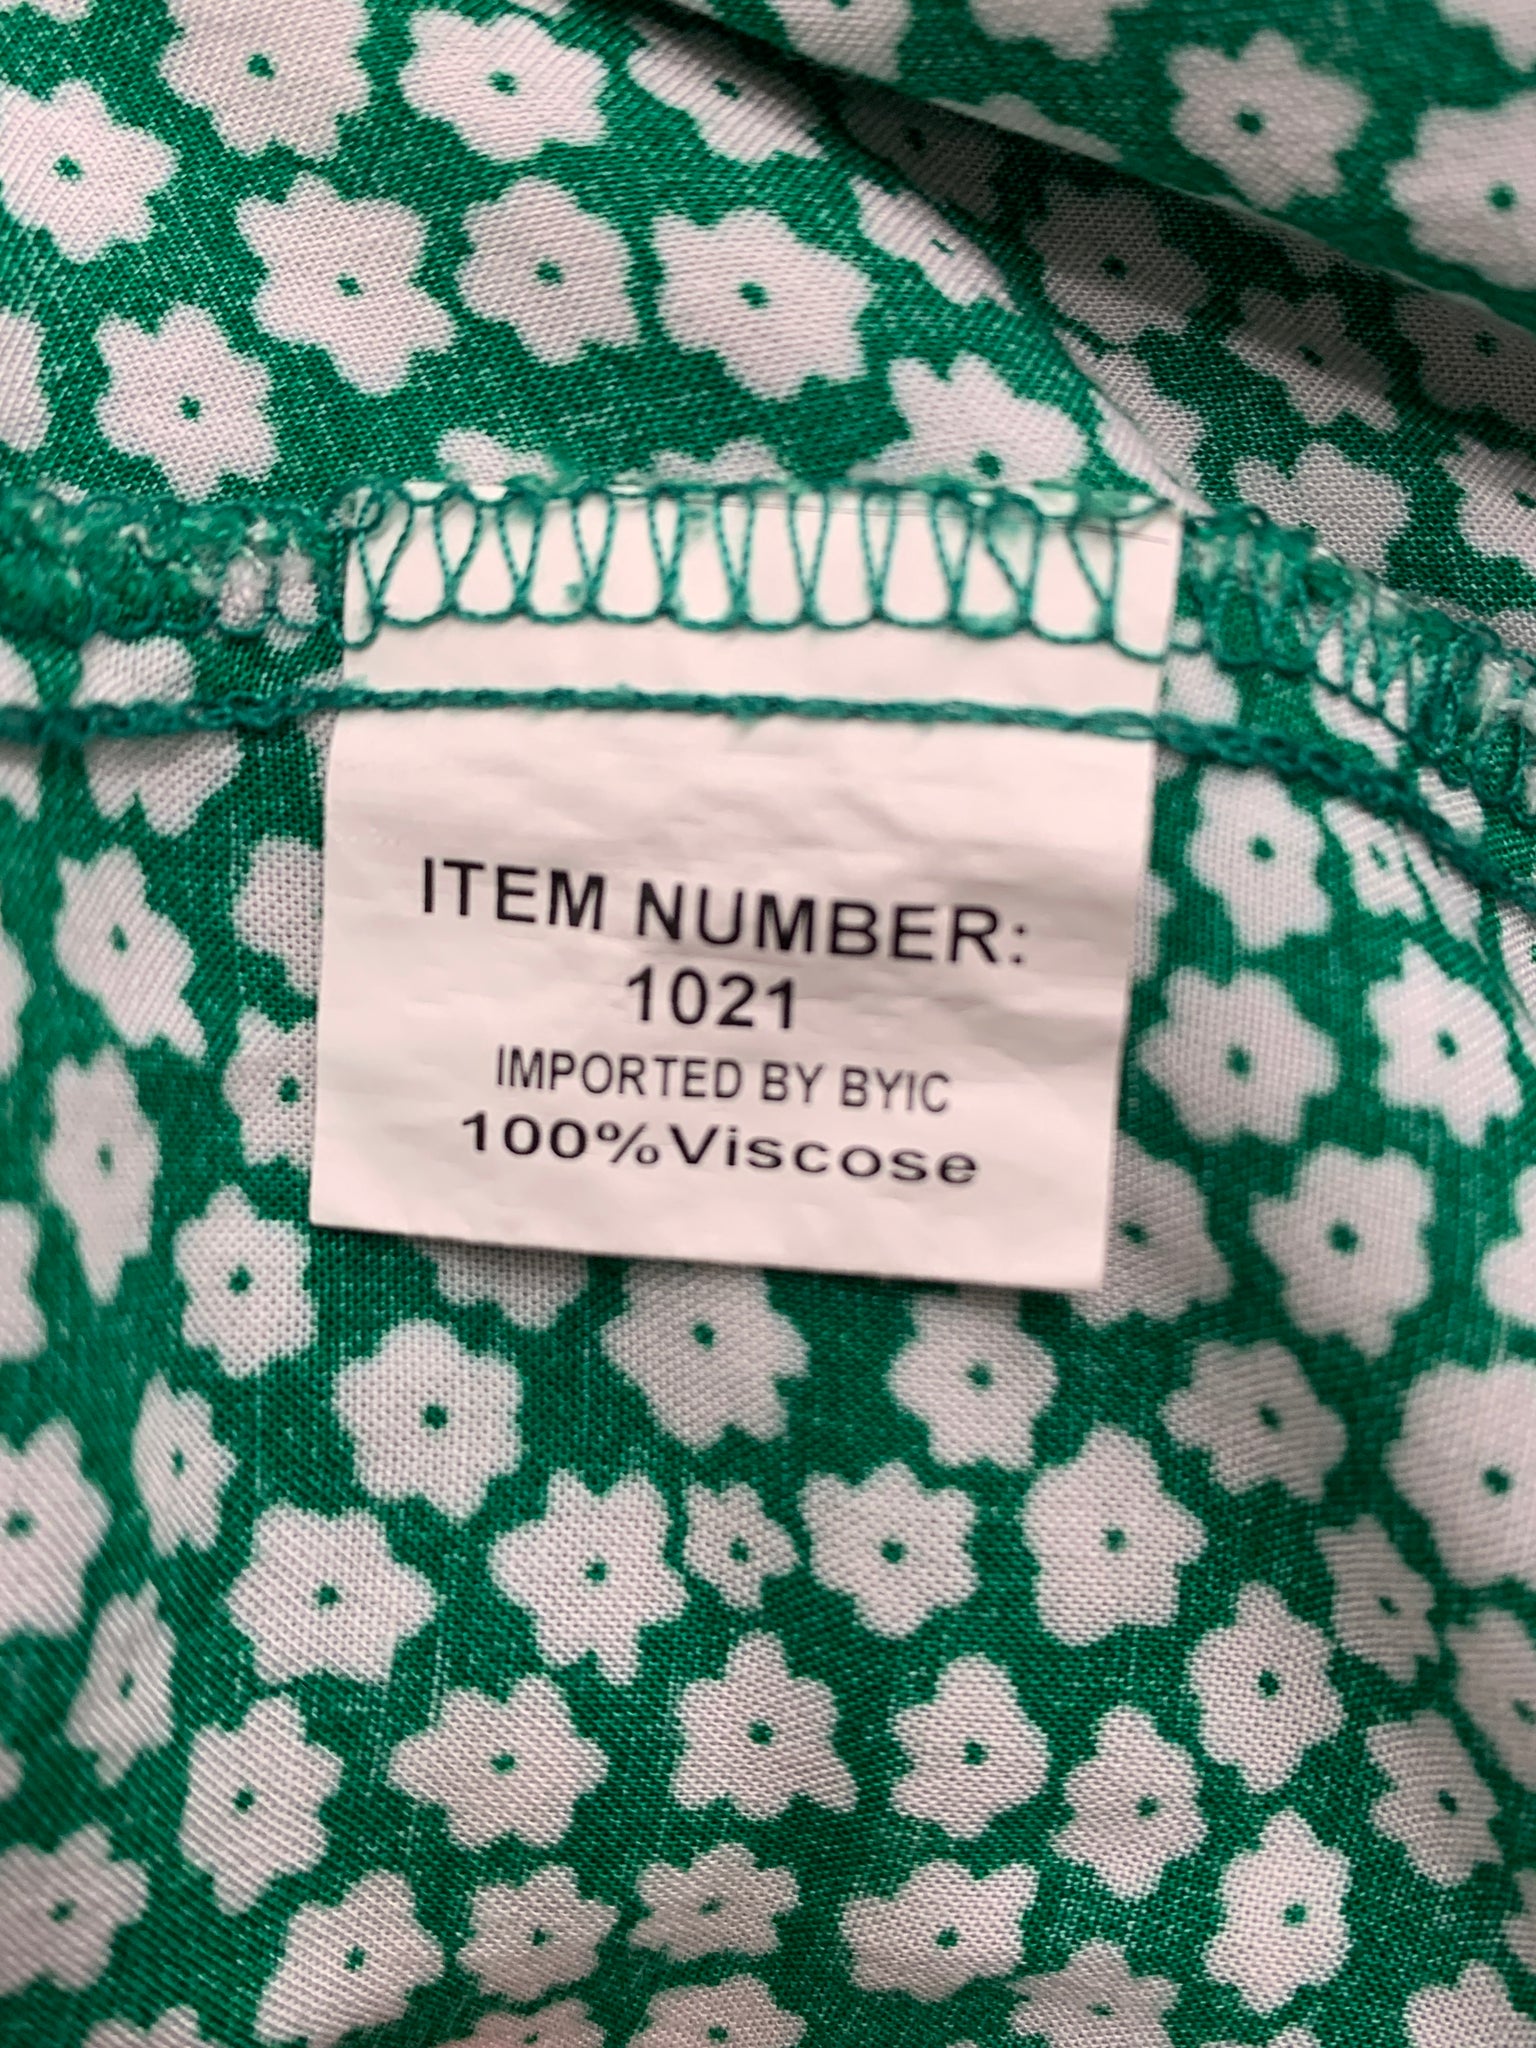 ITEM NUMBER:
1021
IMPORTED BY BYIC
100%Viscose